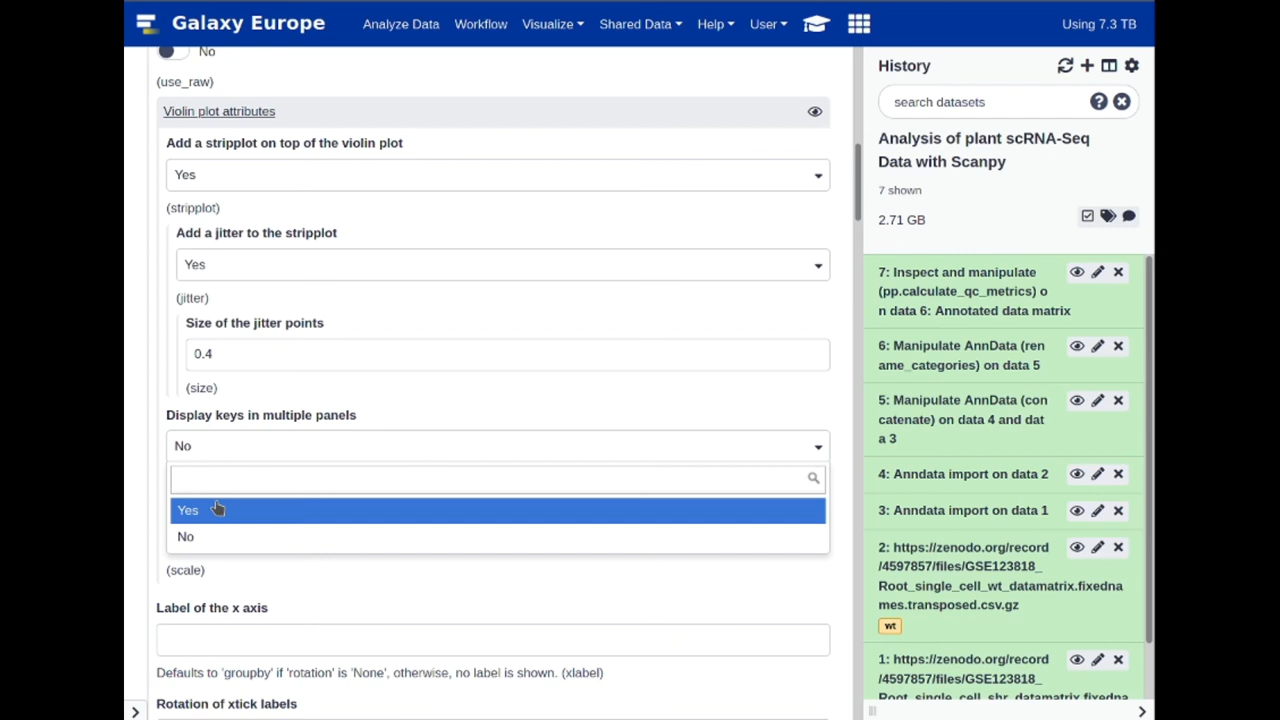 Galaxy Europe
Analyze Data
Workflow
Visualize
Shared Data
Help
User
Using 7.3 TB
No
(use_raw)
Violin plot attributes
Add a stripplot on top of the violin plot
Yes
(stripplot)
Add a jitter to the stripplot
Yes
(jitter)
Size of the jitter points
0.4
(size)
Display keys in multiple panels
No
Yes
No
(scale)
Label of the x axis
Defaults to 'groupby' if 'rotation' is 'None', otherwise, no label is shown. (xlabel)
Rotation of xtick labels
History
search datasets
Analysis of plant scRNA-Seq
Data with Scanpy
7 shown
2.71 GB
7: Inspect and manipulate
(pp.calculate_qc_metrics) o
n data 6: Annotated data matrix
6: Manipulate AnnData (ren
ame_categories) on data 5
5: Manipulate AnnData (con
catenate) on data 4 and dat
a 3
4: Anndata import on data 2
3: Anndata import on data 1
2: https://zenodo.org/record
/4597857/files/GSE123818_
Root_single_cell_wt_datamatrix.fixedna
mes.transposed.csv.gz
wt
1: https://zenodo.org/record
/4597857/files/GSE123818_
Root_single_cell_shr_datamatrix.fixedna